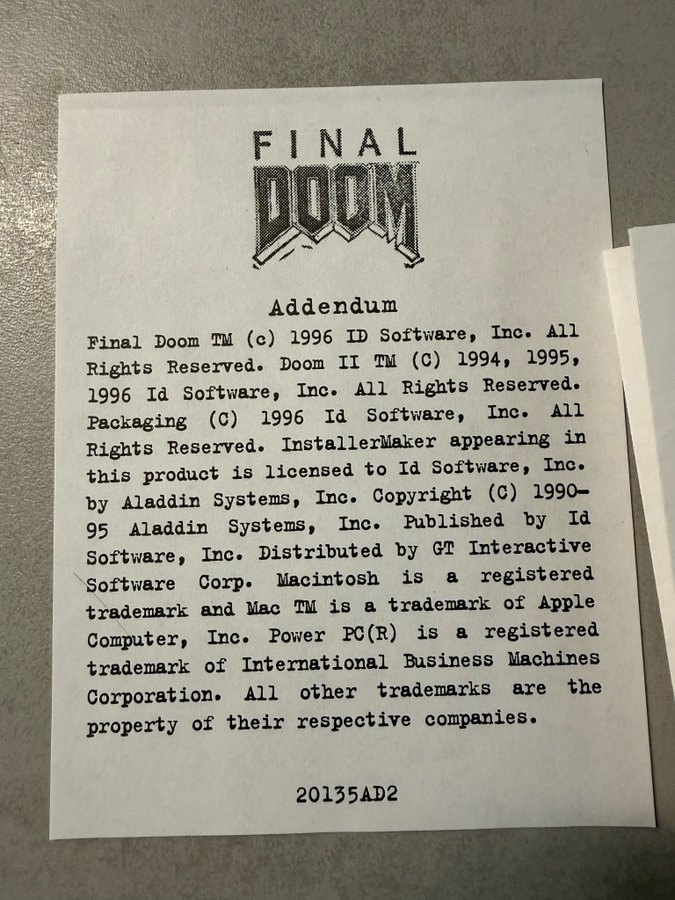 FINAL
DOOM
Addendum
Final Doom TM (c) 1996 ID Software, Inc. All
Rights Reserved. Doom II TM (C) 1994, 1995,
1996 Id Software, Inc. All Rights Reserved.
Packaging (C) 1996 Id Software, Inc. All
Rights Reserved. InstallerMaker appearing in
this product is licensed to Id Software, Inc.
by Aladdin Systems, Inc. Copyright (C) 1990-
95 Aladdin Systems, Inc. Published by Id
Software, Inc. Distributed by GT Interactive
Software Corp. Macintosh is a registered
trademark and Mac TM is a trademark of Apple
Computer, Inc. Power PC(R) is a registered
trademark of International Business Machines
Corporation. All other trademarks are the
property of their respective companies.
20135AD2